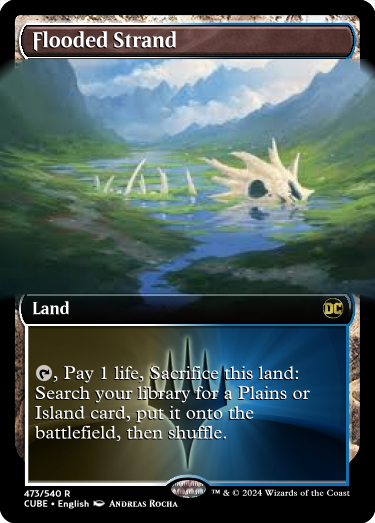 Flooded Strand
Land
DC
, Pay 1 life, Sacrifice this land:
Search your library for a Plains or
Island card, put it onto the
battlefield, then shuffle.
473/540 R
™ & © 2024 Wizards of the Coast
CUBE • English Andreas Rocha